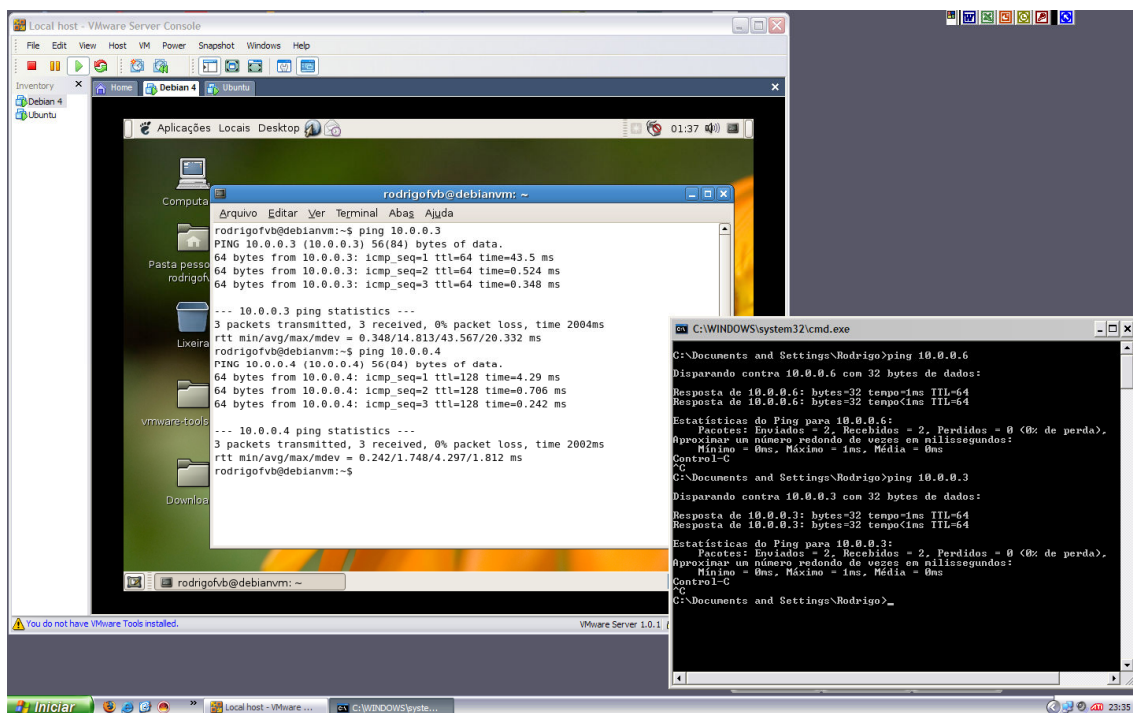 Local host - VMware Server Console
File Edit View Host VM Power Snapshot Windows Help
Inventory
Debian 4
Ubuntu
Home Debian 4 Ubuntu
Aplicações Locais Desktop 01:37
Computa
Pasta pesso
rodrigofv
Lixeira
vmware-tools
Downloa
rodrigofvb@debianvm: ~
Arquivo Editar Ver Terminal Abas Ajuda
rodrigofvb@debianvm:~$ ping 10.0.0.3
PING 10.0.0.3 (10.0.0.3) 56(84) bytes of data.
64 bytes from 10.0.0.3: icmp_seq=1 ttl=64 time=43.5 ms
64 bytes from 10.0.0.3: icmp_seq=2 ttl=64 time=0.524 ms
64 bytes from 10.0.0.3: icmp_seq=3 ttl=64 time=0.348 ms
--- 10.0.0.3 ping statistics ---
3 packets transmitted, 3 received, 0% packet loss, time 2004ms
rtt min/avg/max/mdev = 0.348/14.813/43.567/20.332 ms
rodrigofvb@debianvm:~$ ping 10.0.0.4
PING 10.0.0.4 (10.0.0.4) 56(84) bytes of data.
64 bytes from 10.0.0.4: icmp_seq=1 ttl=128 time=4.29 ms
64 bytes from 10.0.0.4: icmp_seq=2 ttl=128 time=0.706 ms
64 bytes from 10.0.0.4: icmp_seq=3 ttl=128 time=0.242 ms
--- 10.0.0.4 ping statistics ---
3 packets transmitted, 3 received, 0% packet loss, time 2002ms
rtt min/avg/max/mdev = 0.242/1.748/4.297/1.812 ms
rodrigofvb@debianvm:~$
rodrigofvb@debianvm: ~
You do not have VMware Tools installed.
VMware Server 1.0.1
C:\WINDOWS\system32\cmd.exe
C:\Documents and Settings\Rodrigo>ping 10.0.0.6
Disparando contra 10.0.0.6 com 32 bytes de dados:
Resposta de 10.0.0.6: bytes=32 tempo=1ms TTL=64
Resposta de 10.0.0.6: bytes=32 tempo<1ms TTL=64
Estatísticas do Ping para 10.0.0.6:
Pacotes: Enviados = 2, Recebidos = 2, Perdidos = 0 (0% de perda),
Aproximar um número redondo de vezes em milissegundos:
Mínimo = 0ms, Máximo = 1ms, Média = 0ms
Control-C
^C
C:\Documents and Settings\Rodrigo>ping 10.0.0.3
Disparando contra 10.0.0.3 com 32 bytes de dados:
Resposta de 10.0.0.3: bytes=32 tempo=1ms TTL=64
Resposta de 10.0.0.3: bytes=32 tempo<1ms TTL=64
Estatísticas do Ping para 10.0.0.3:
Pacotes: Enviados = 2, Recebidos = 2, Perdidos = 0 (0% de perda),
Aproximar um número redondo de vezes em milissegundos:
Mínimo = 0ms, Máximo = 1ms, Média = 0ms
Control-C
^C
C:\Documents and Settings\Rodrigo>_
Iniciar Local host - VMware ... C:\WINDOWS\syste... 23:35